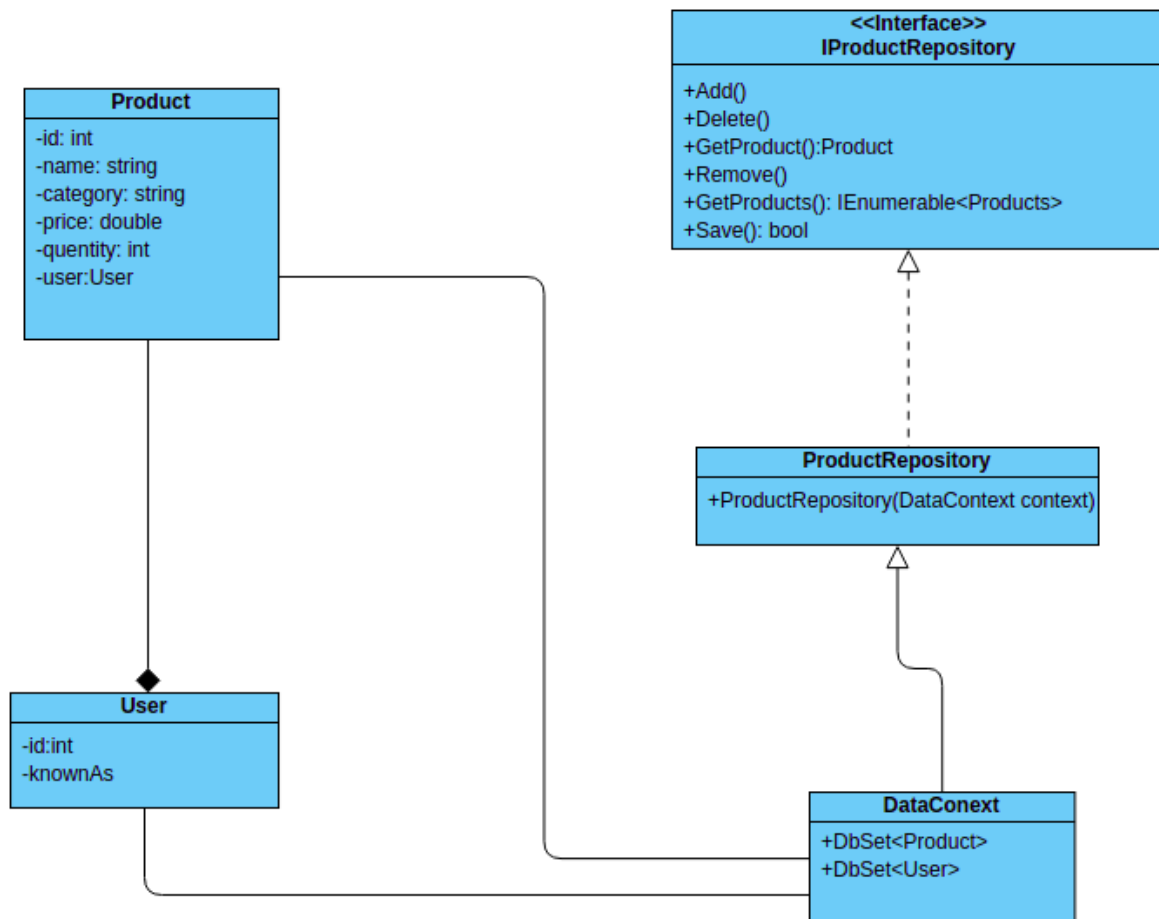 <<Interface>>
IProductRepository
+Add()
+Delete()
+GetProduct():Product
+Remove()
+GetProducts(): IEnumerable<Products>
+Save(): bool
Product
-id: int
-name: string
-category: string
-price: double
-quentity: int
-user:User
ProductRepository
+ProductRepository(DataContext context)
User
-id:int
-knownAs
DataConext
+DbSet<Product>
+DbSet<User>